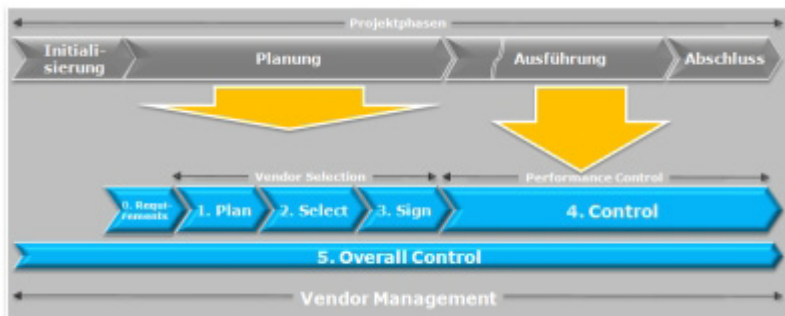 Projektphasen
Initiali-
sierung
Planung
Ausführung
Abschluss
Vendor Selection
Performance Control
0. Requi-
rements
1. Plan
2. Select
3. Sign
4. Control
5. Overall Control
Vendor Management